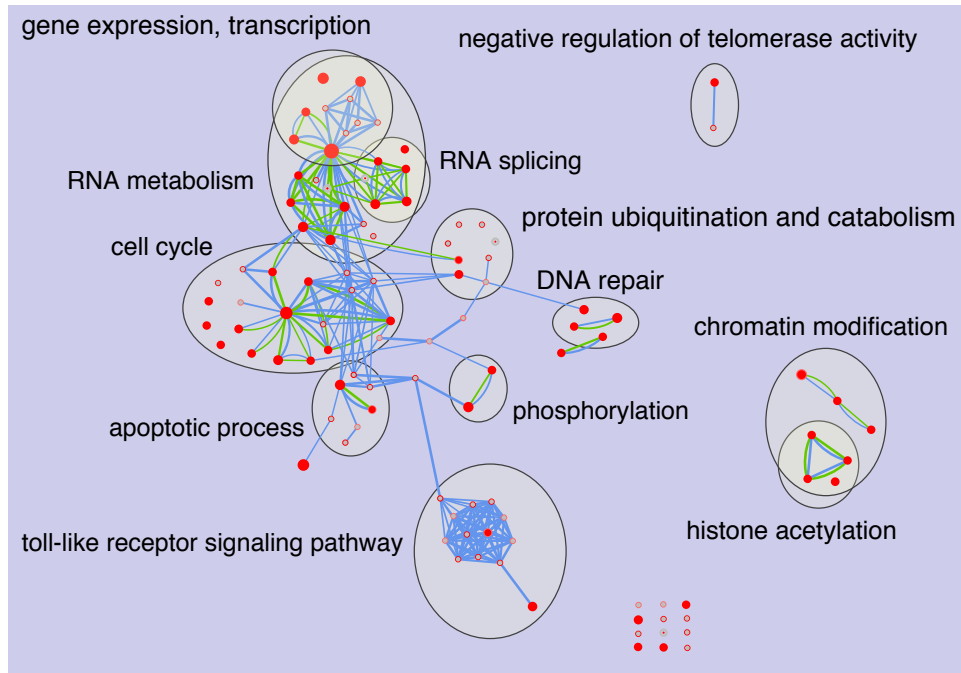 gene expression, transcription
negative regulation of telomerase activity
RNA splicing
RNA metabolism
protein ubiquitination and catabolism
cell cycle
DNA repair
chromatin modification
phosphorylation
apoptotic process
histone acetylation
toll-like receptor signaling pathway